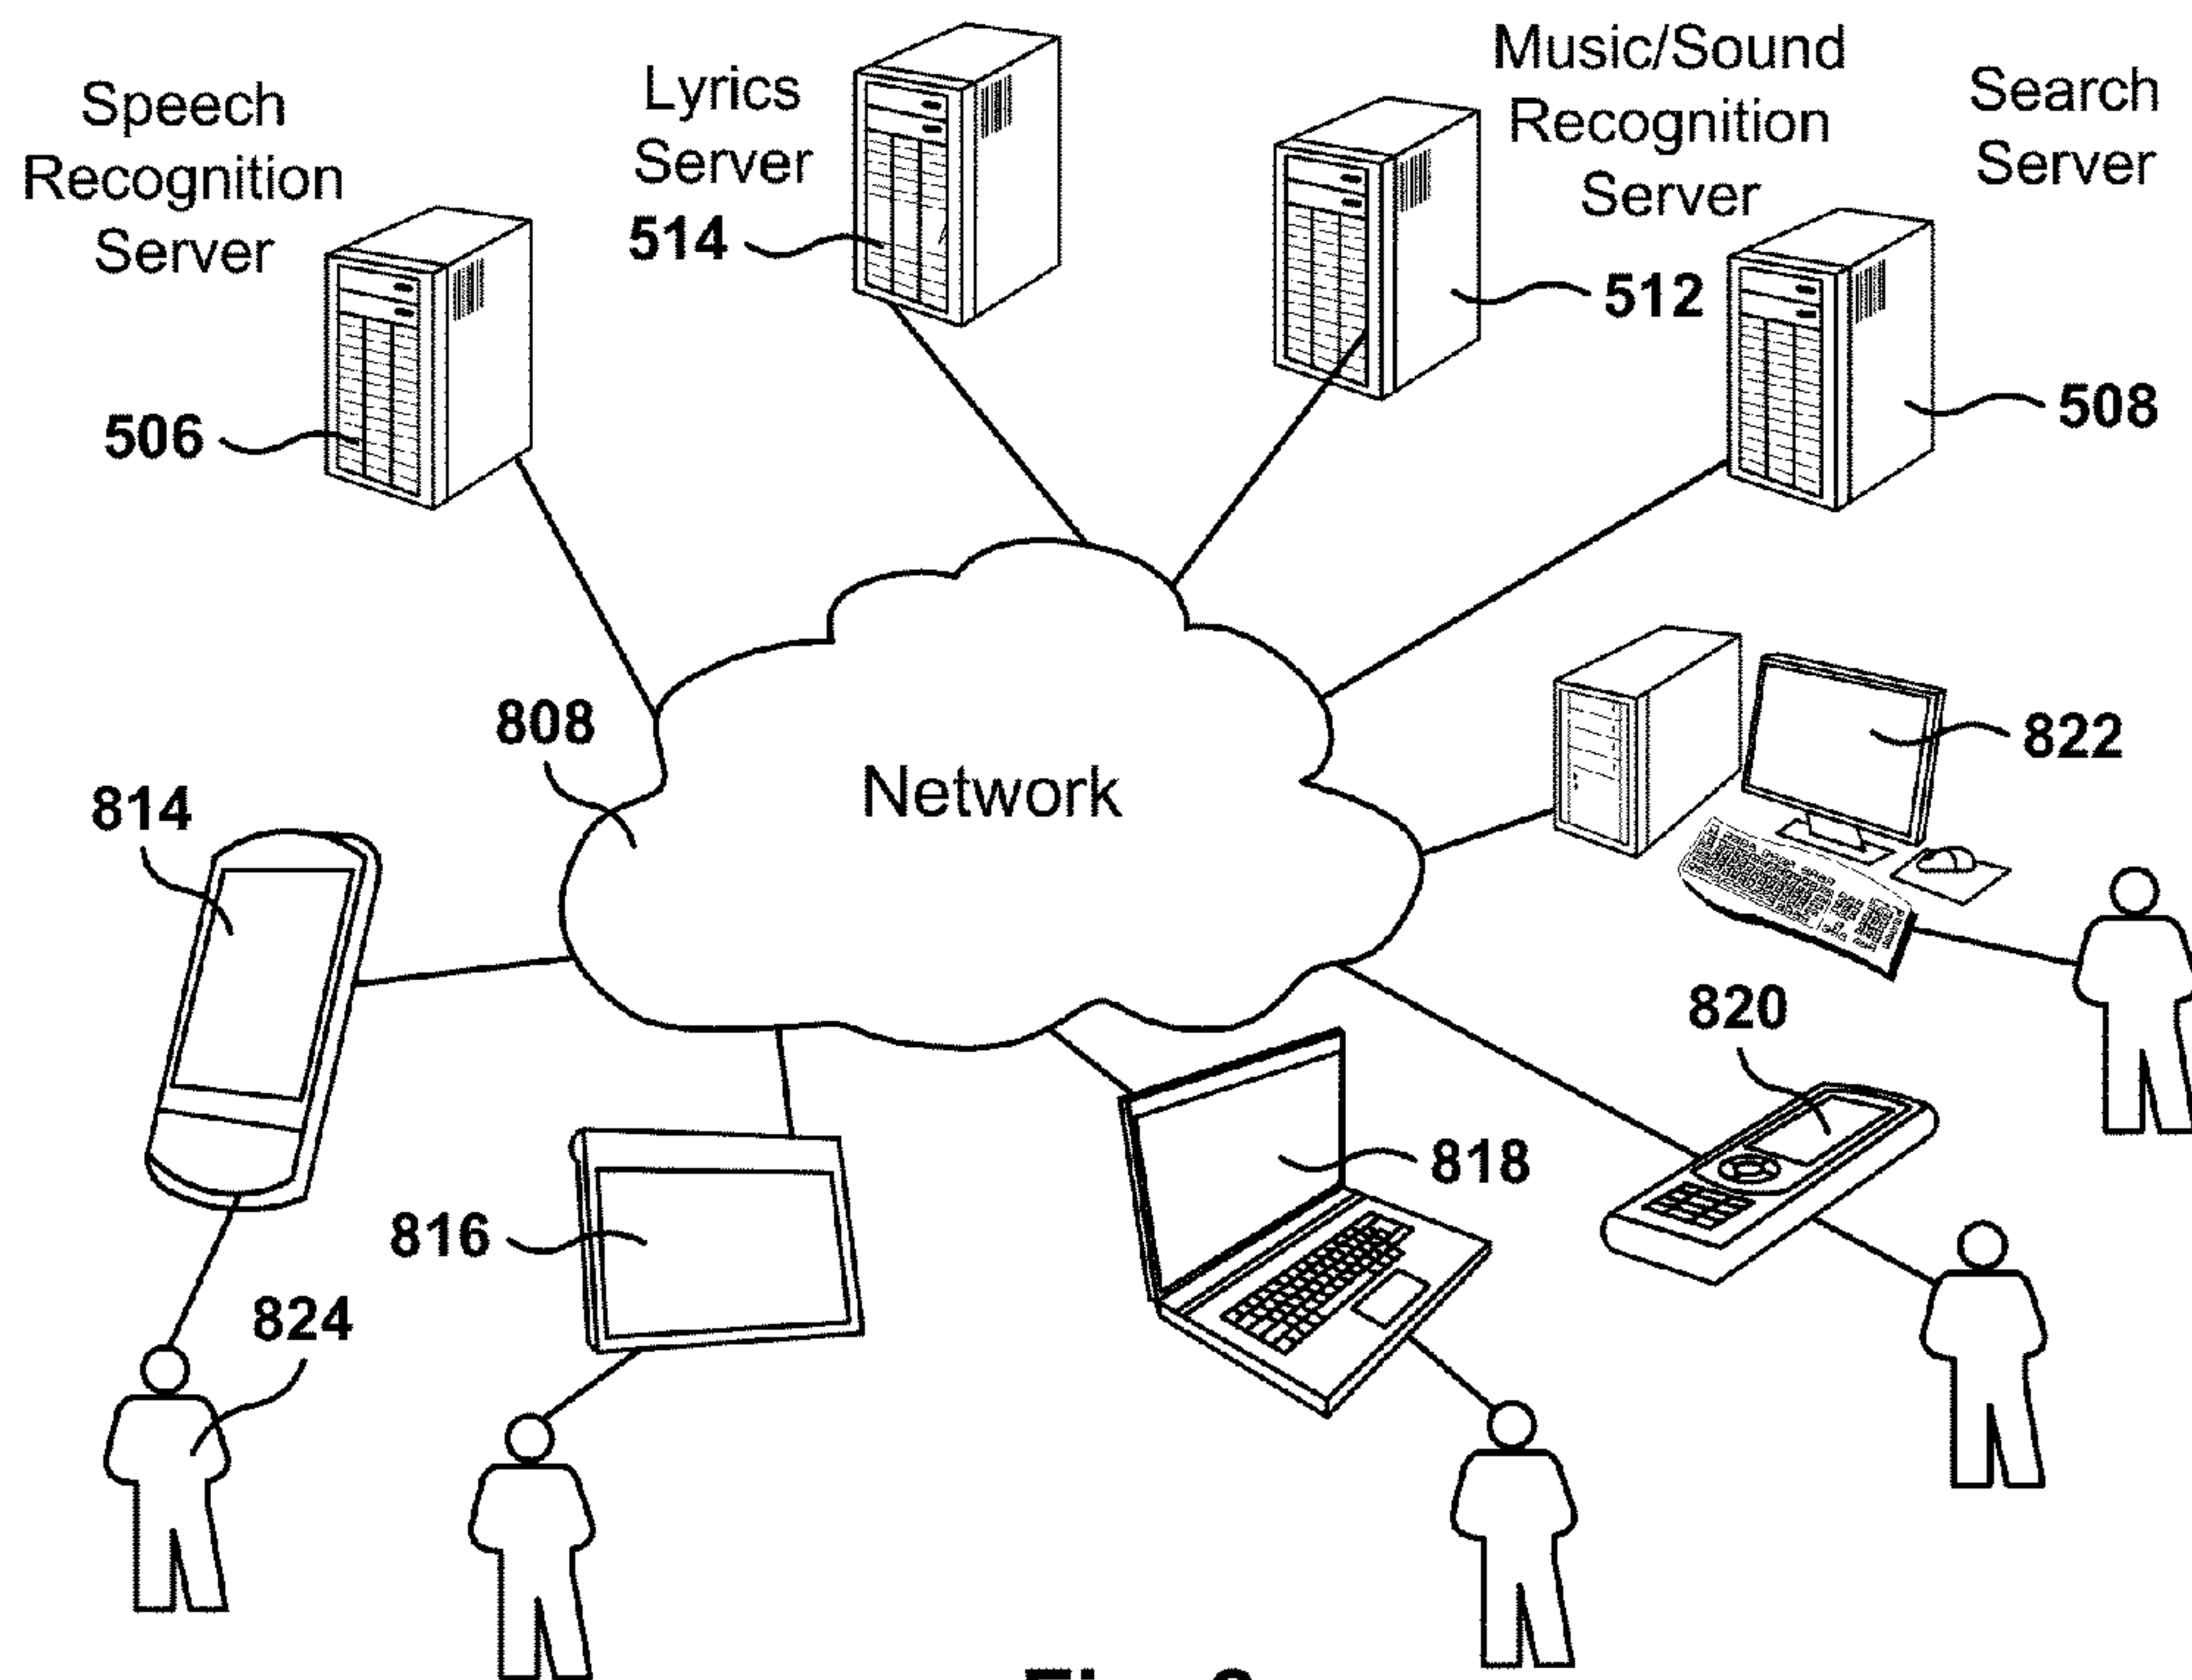 Speech
Recognition
Server
506
Lyrics
Server
514
Music/Sound
Recognition
Server
512
Search
Server
508
808
Network
822
814
820
818
816
824